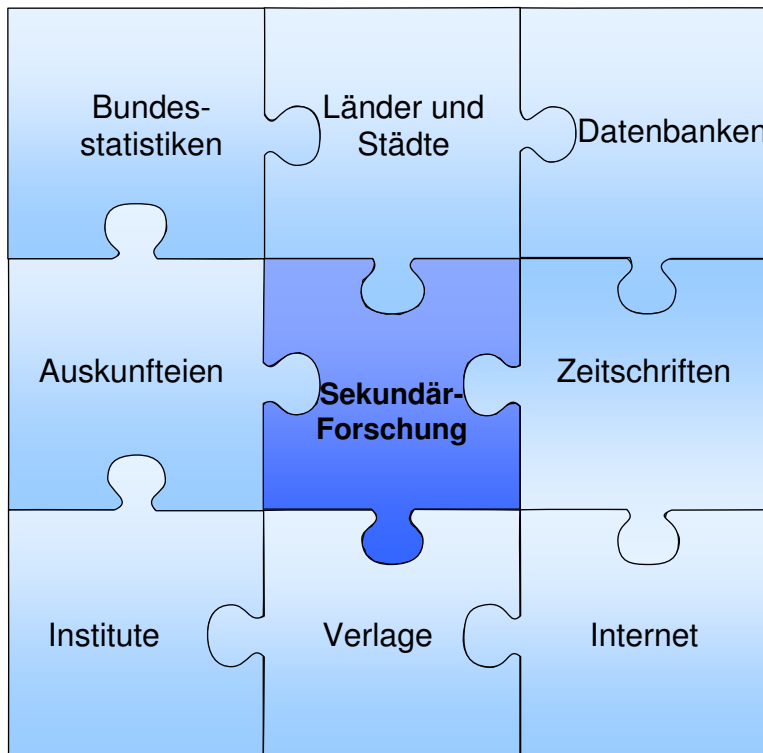 Bundes-
statistiken
Länder und
Städte
Datenbanken
Auskunfteien
Sekundär-
Forschung
Zeitschriften
Institute
Verlage
Internet